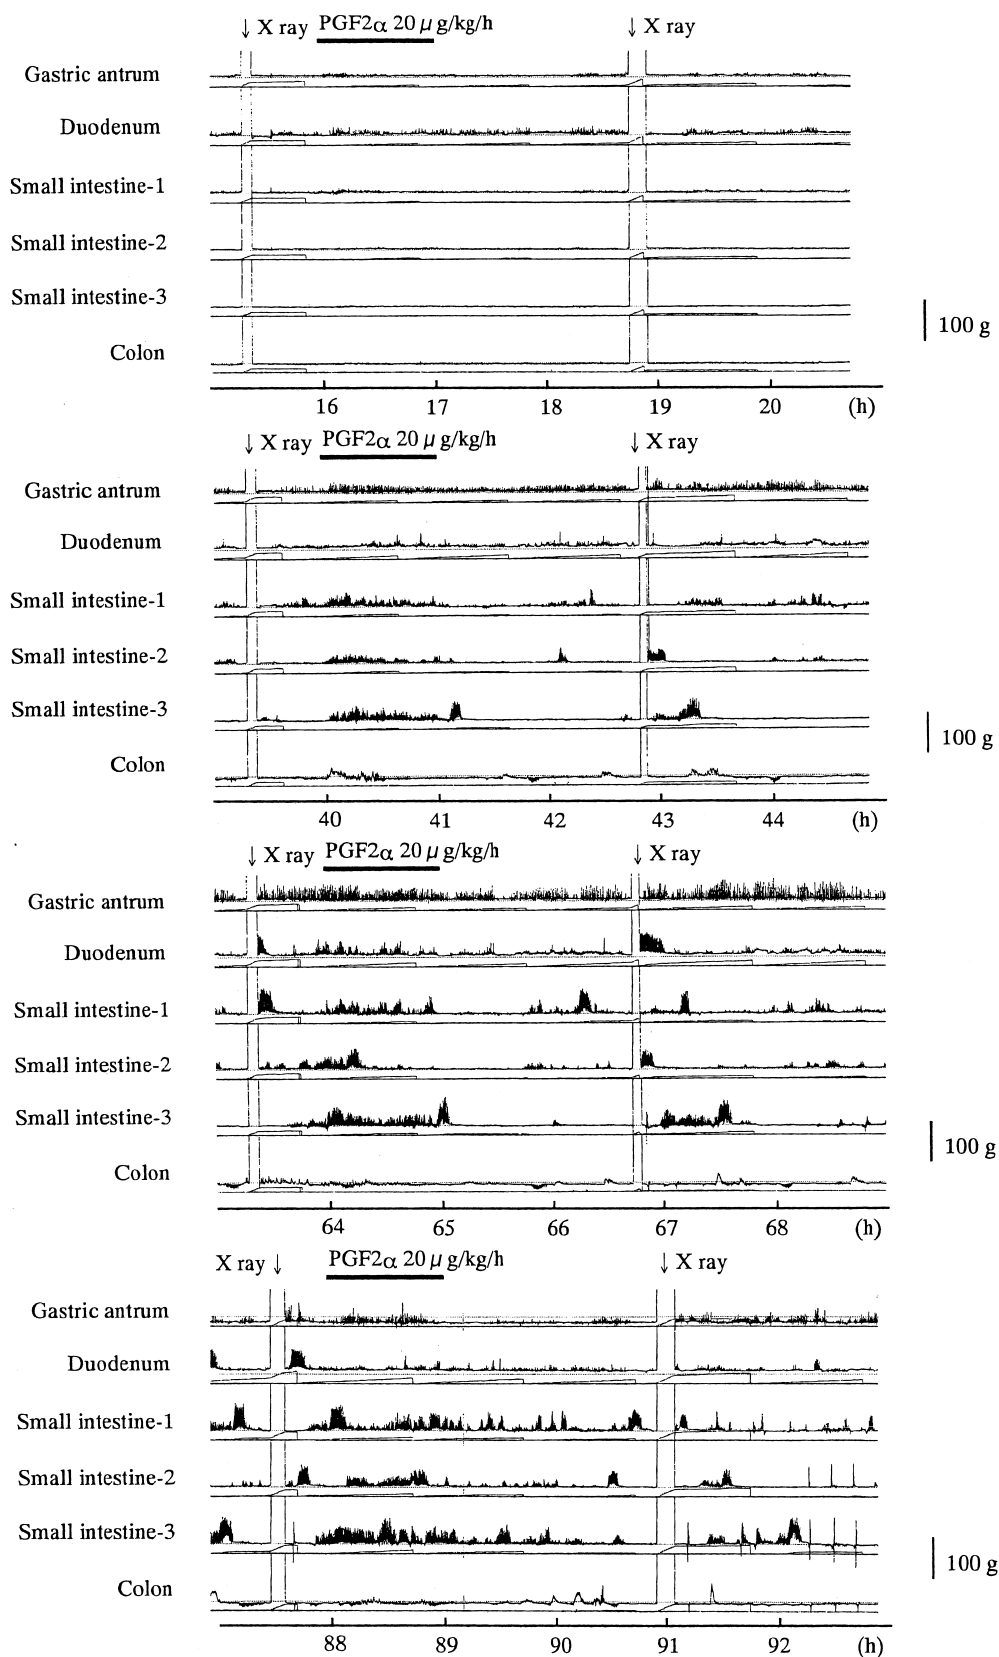 ↓ X ray PGF2α 20 μ g/kg/h ↓ X ray
Gastric antrum
Duodenum
Small intestine-1
Small intestine-2
Small intestine-3
100 g
Colon
16 17 18 19 20 (h)
↓ X ray PGF2α 20 μ g/kg/h ↓ X ray
Gastric antrum
Duodenum
Small intestine-1
Small intestine-2
Small intestine-3
100 g
Colon
40 41 42 43 44 (h)
↓ X ray PGF2α 20 μ g/kg/h ↓ X ray
Gastric antrum
Duodenum
Small intestine-1
Small intestine-2
Small intestine-3
100 g
Colon
64 65 66 67 68 (h)
X ray ↓ PGF2α 20 μ g/kg/h ↓ X ray
Gastric antrum
Duodenum
Small intestine-1
Small intestine-2
Small intestine-3
100 g
Colon
88 89 90 91 92 (h)